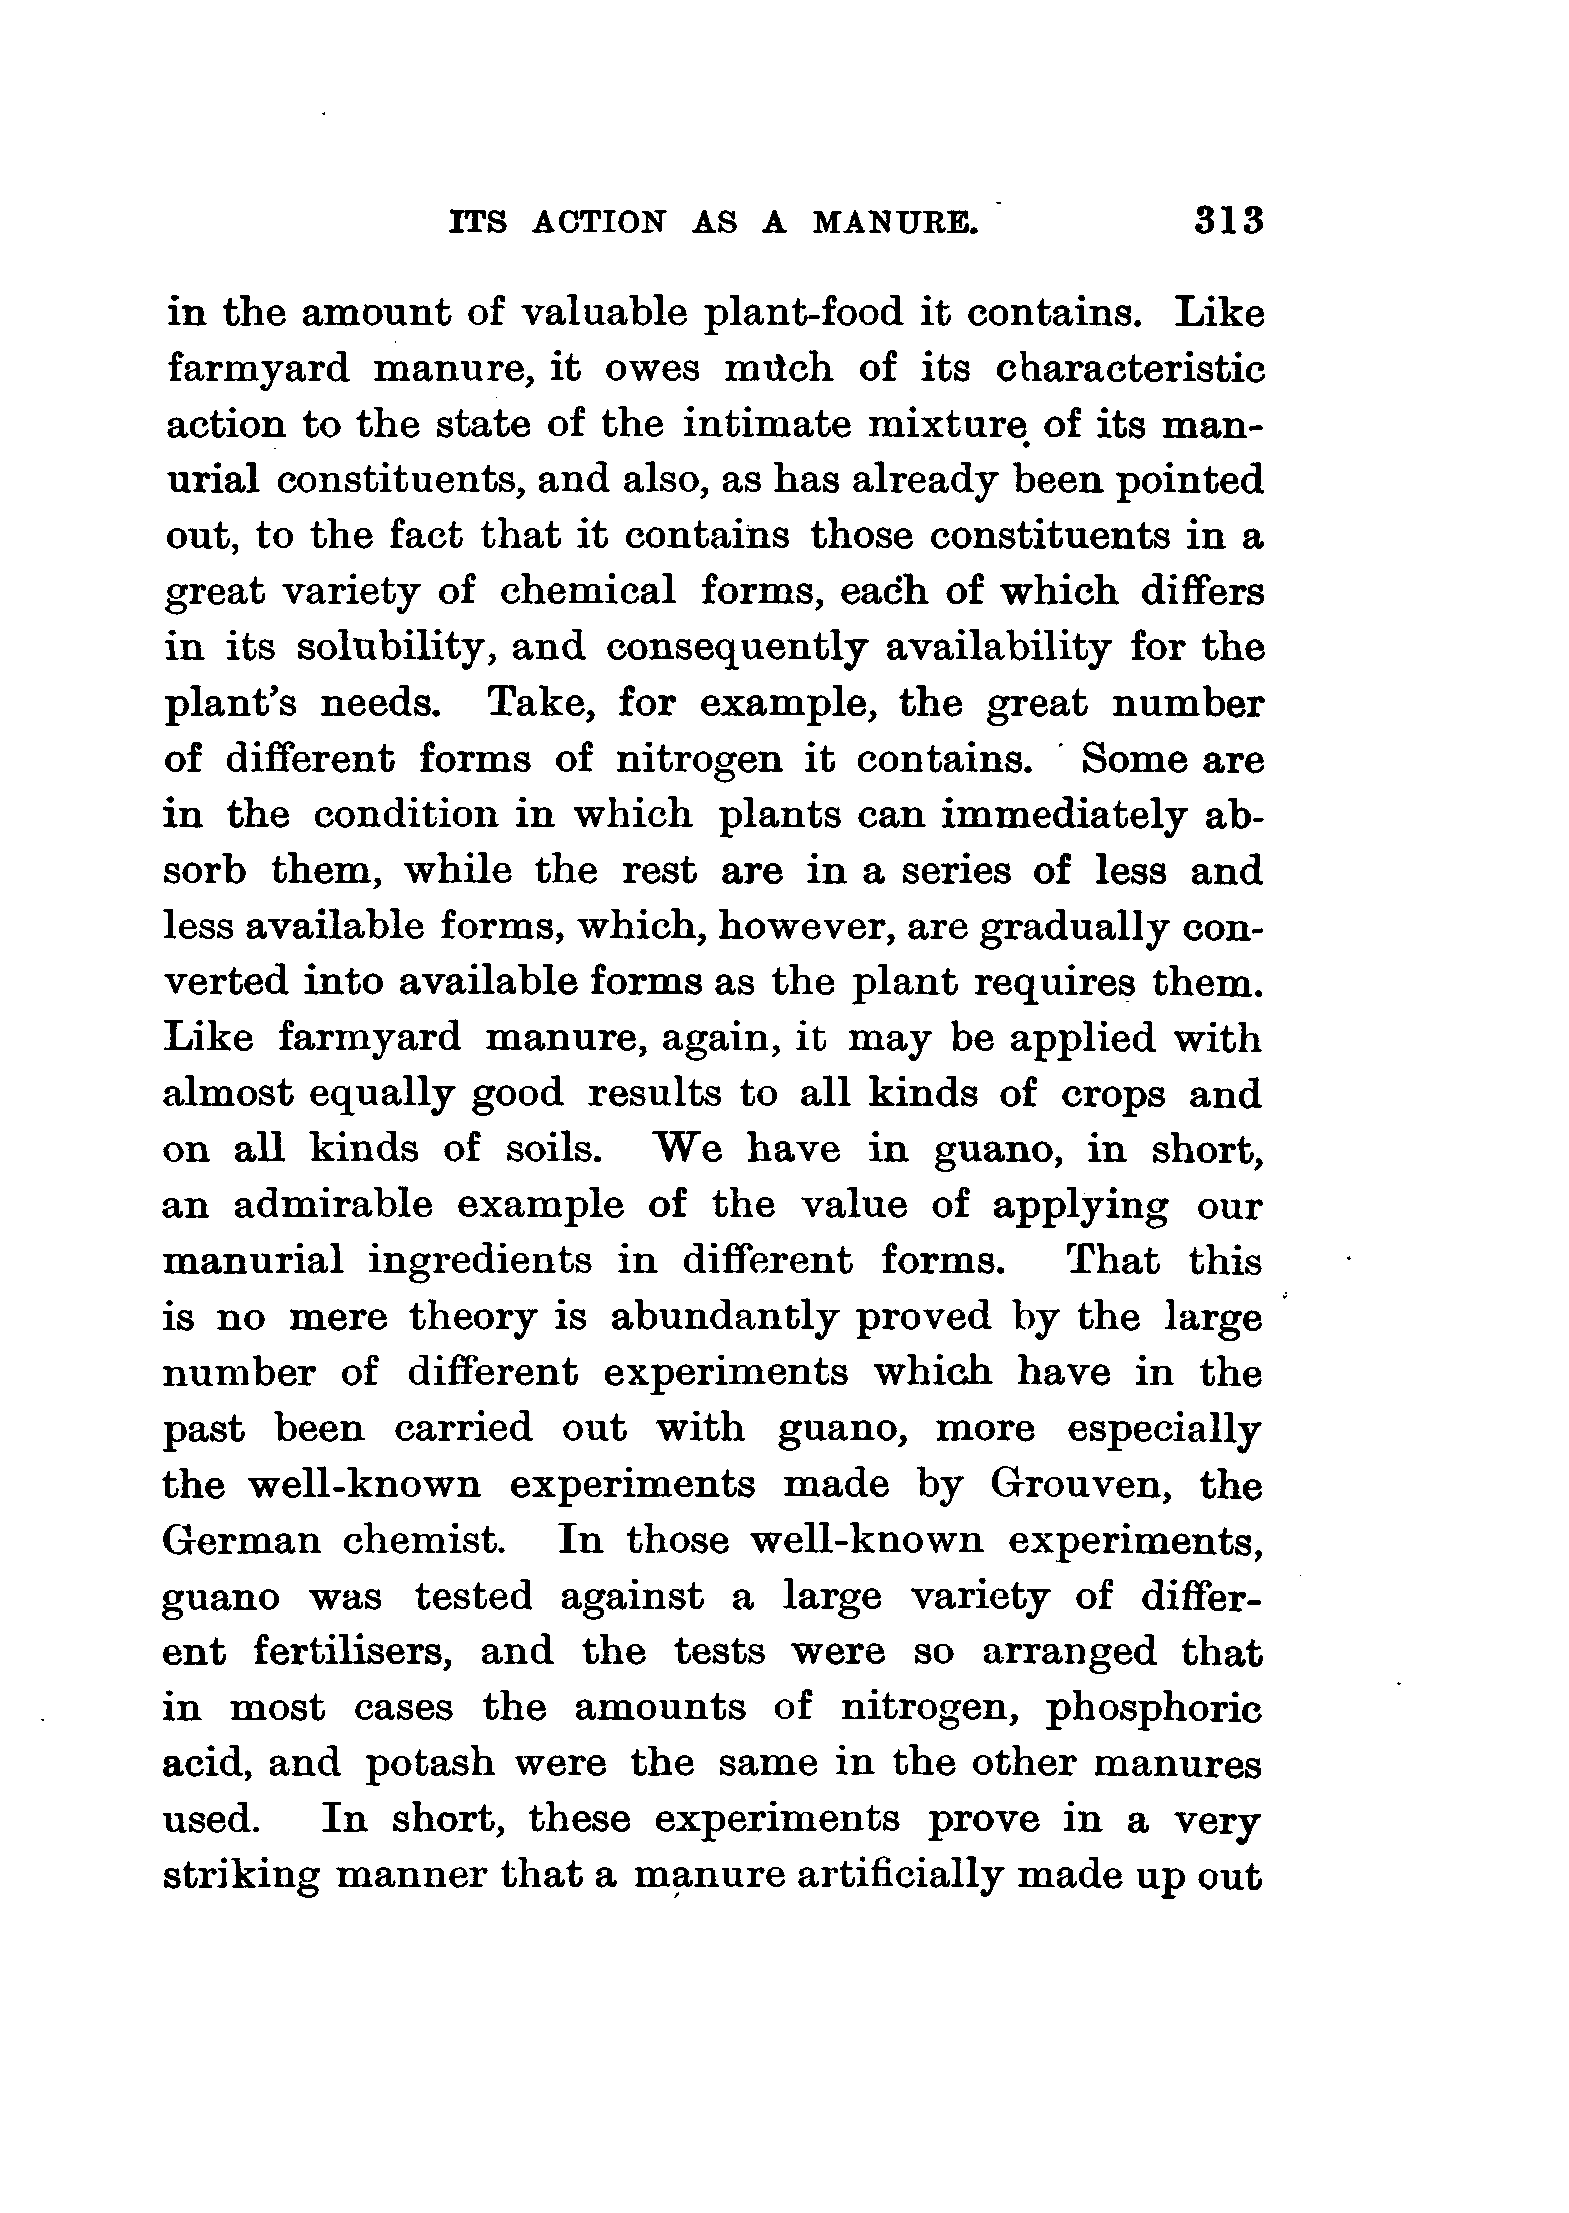 ITS ACTION AS A MANURE. 313
in the amount of valuable plant-food it contains. Like
farmyard manure, it owes much of its characteristic
action to the state of the intimate mixture of its man-
urial constituents, and also, as has already been pointed
out, to the fact that it contains those constituents in a
great variety of chemical forms, each of which differs
in its solubility, and consequently availability for the
plant's needs. Take, for example, the great number
of different forms of nitrogen it contains. Some are
in the condition in which plants can immediately ab-
sorb them, while the rest are in a series of less and
less available forms, which, however, are gradually con-
verted into available forms as the plant requires them.
Like farmyard manure, again, it may be applied with
almost equally good results to all kinds of crops and
on all kinds of soils. We have in guano, in short,
an admirable example of the value of applying our
manurial ingredients in different forms. That this
is no mere theory is abundantly proved by the large
number of different experiments which have in the
past been carried out with guano, more especially
the well-known experiments made by Grouven, the
German chemist. In those well-known experiments,
guano was tested against a large variety of differ-
ent fertilisers, and the tests were so arranged that
in most cases the amounts of nitrogen, phosphoric
acid, and potash were the same in the other manures
used. In short, these experiments prove in a very
striking manner that a manure artificially made up out